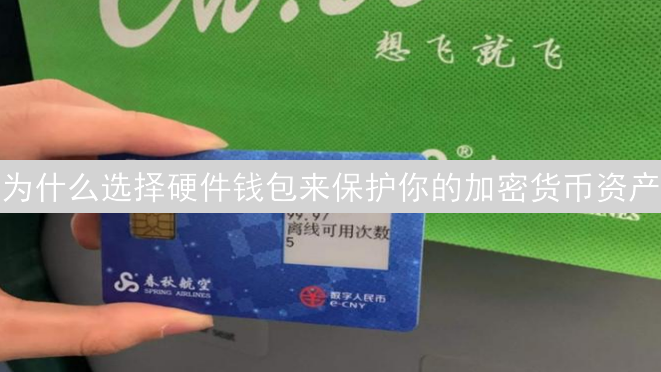 想飞就飞
®
为什么选择硬件钱包来保护你的加密货币资产
离线可用次数
5
春秋航空
SPRING AIRLINES
数字人民币
e-CNY